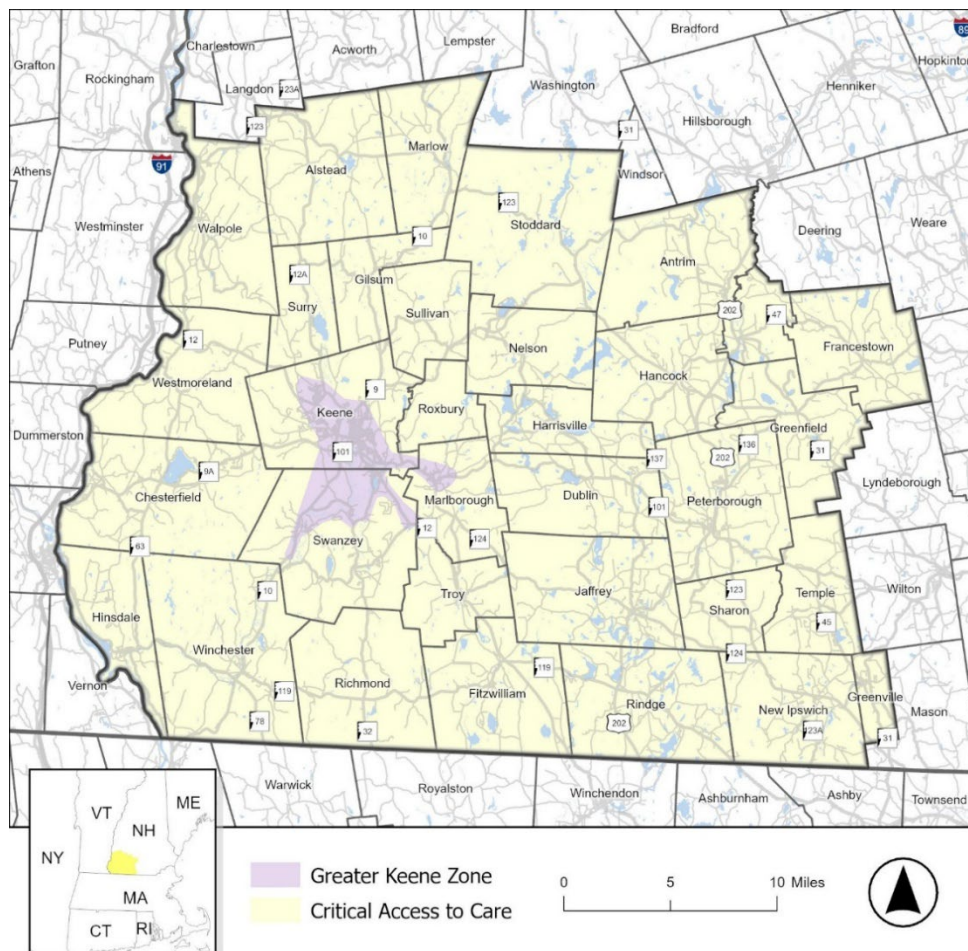 Bradford
89
Charlestown
Acworth
Lempster
Grafton
Rockingham
Washington
Hopkinton
Langdon
123A
Henniker
123
Hillsborough
31
91
Marlow
Athens
Alstead
Windsor
123
Westminster
Stoddard
Weare
Walpole
Deering
10
Antrim
12A
Gilsum
Surry
Sullivan
202
47
Putney
12
Nelson
Francestown
Westmoreland
Hancock
9
Keene
Roxbury
Dummerston
Harrisville
Greenfield
101
137
202
136
31
9A
Marlborough
Dublin
Lyndeborough
Chesterfield
Peterborough
101
12
Swanzey
124
63
Jaffrey
123
10
Troy
Sharon
Temple
Wilton
Hinsdale
45
Winchester
124
119
Vernon
119
Richmond
Fitzwilliam
Rindge
New Ipswich
Greenville
Mason
78
32
202
123A
31
Warwick
Royalston
Winchendon
Ashburnham
Ashby
Townsend
VT
ME
NH
NY
MA
CT
RI
Greater Keene Zone
Critical Access to Care
0 5 10 Miles